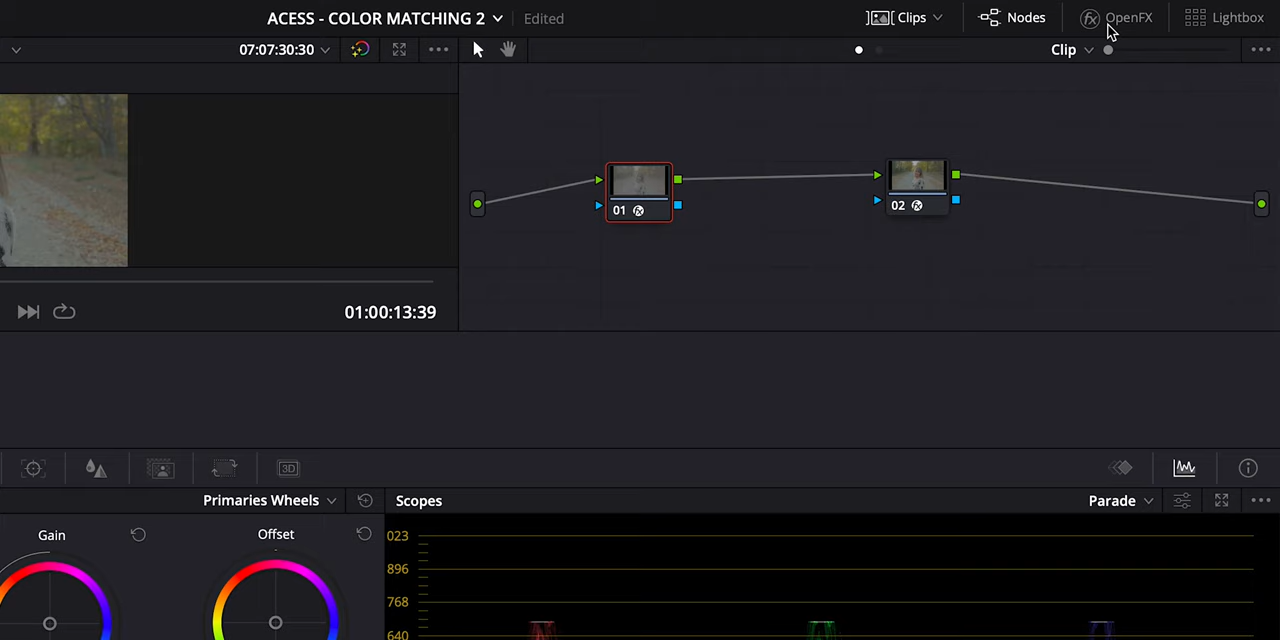 ACESS - COLOR MATCHING 2 Edited
Clips Nodes OpenFX Lightbox
07:07:30:30
Clip
01
02
01:00:13:39
3D
Primaries Wheels
Scopes
Parade
Gain
Offset
023
896
768
640